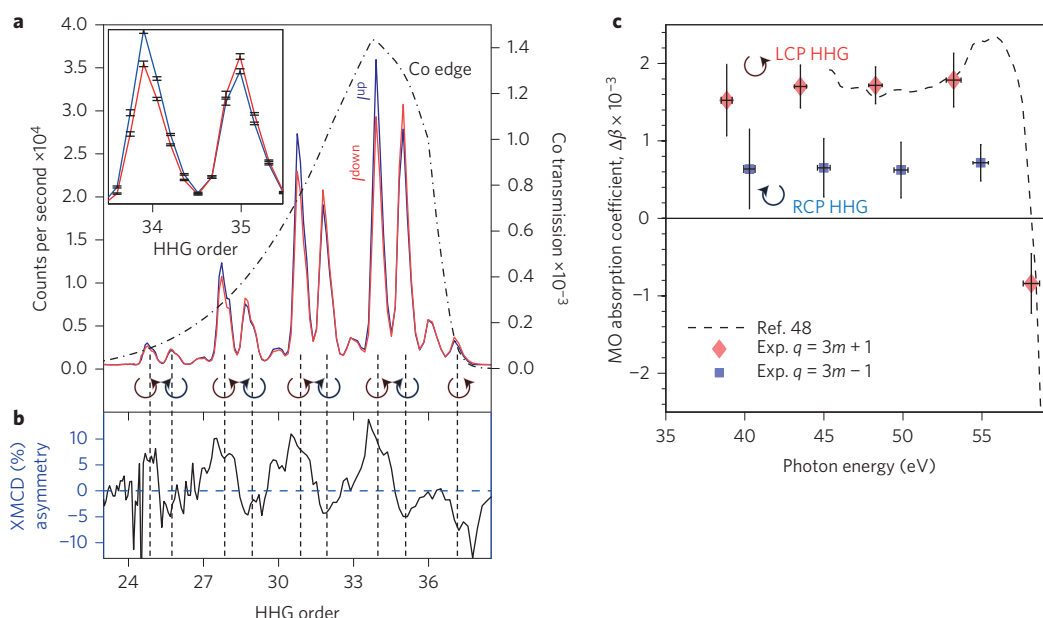 a
Counts per second ×10⁴
4.0
3.5
3.0
2.5
2.0
1.5
1.0
0.5
0.0
34
35
HHG order
Co edge
I^up
I^down
1.4
1.2
1.0
0.8
0.6
0.4
0.2
0.0
Co transmission ×10⁻³
b
XMCD (%)
asymmetry
10
5
0
−5
−10
24
27
30
33
36
HHG order
c
MO absorption coefficient, Δβ × 10⁻³
2
1
0
−1
−2
LCP HHG
RCP HHG
Ref. 48
Exp. q = 3m + 1
Exp. q = 3m − 1
35
40
45
50
55
Photon energy (eV)